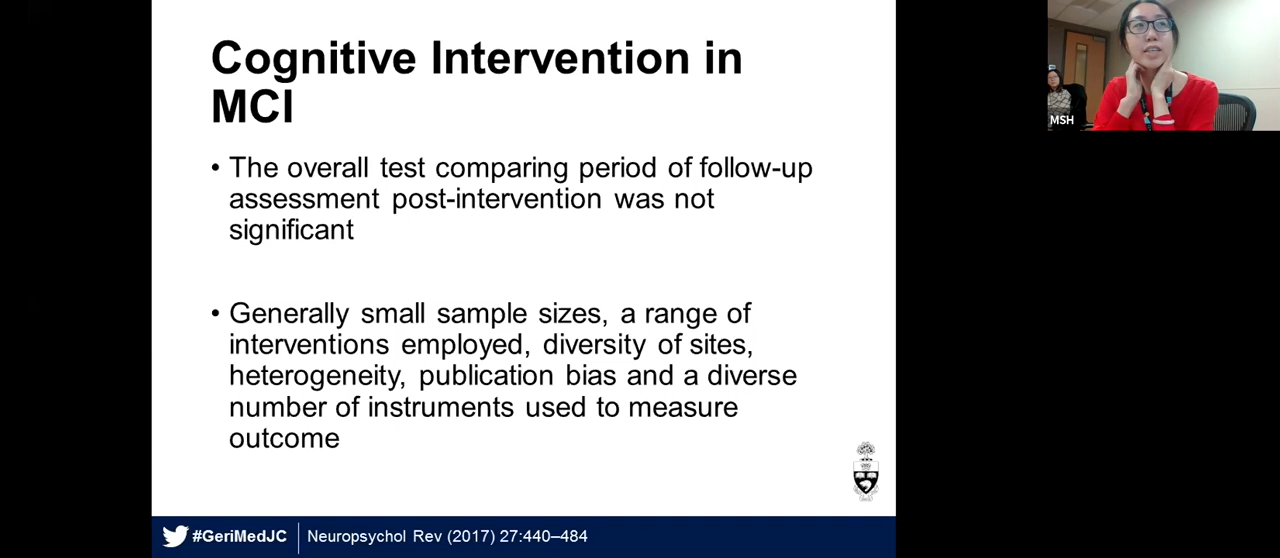 Cognitive Intervention in
MCI
• The overall test comparing period of follow-up
assessment post-intervention was not
significant
• Generally small sample sizes, a range of
interventions employed, diversity of sites,
heterogeneity, publication bias and a diverse
number of instruments used to measure
outcome
#GeriMedJC
Neuropsychol Rev (2017) 27:440–484
MSH